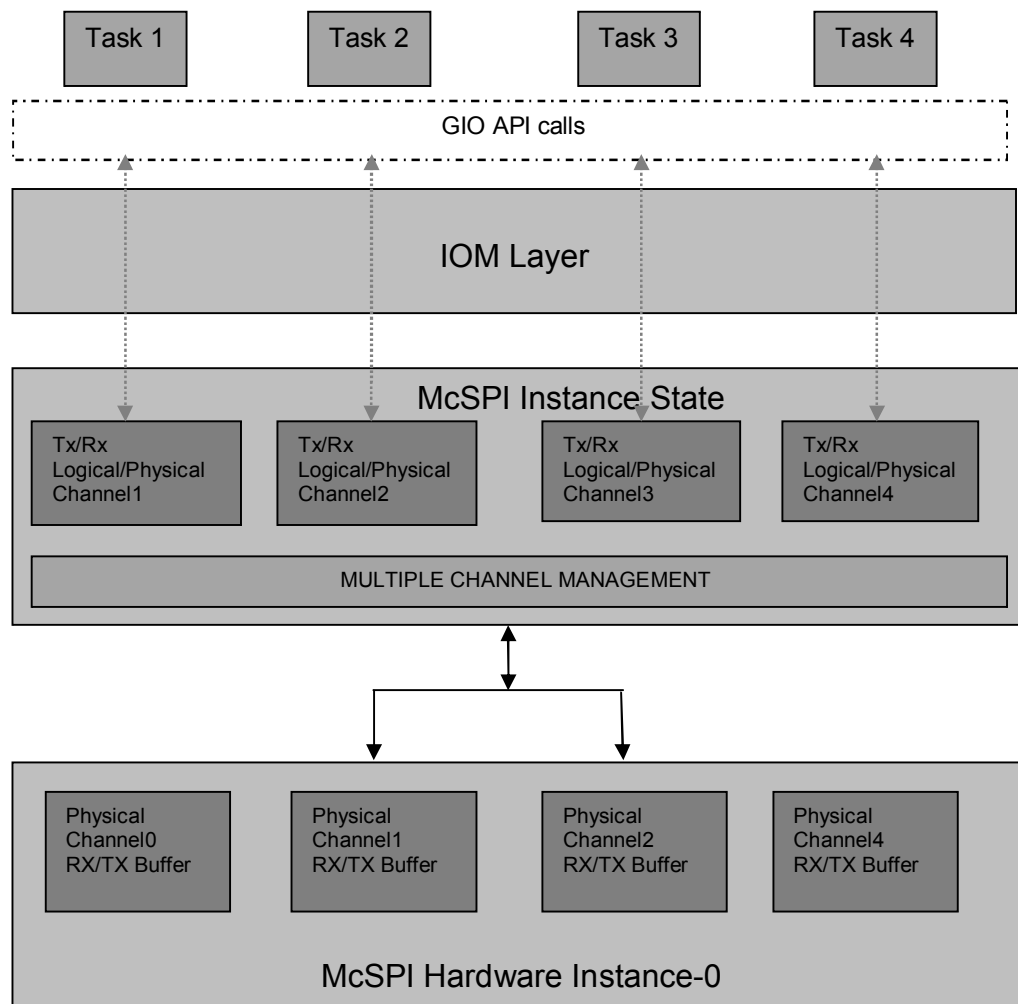 Task 1
Task 2
Task 3
Task 4
GIO API calls
IOM Layer
McSPI Instance State
Tx/Rx
Logical/Physical
Channel1
Tx/Rx
Logical/Physical
Channel2
Tx/Rx
Logical/Physical
Channel3
Tx/Rx
Logical/Physical
Channel4
MULTIPLE CHANNEL MANAGEMENT
Physical
Channel0
RX/TX Buffer
Physical
Channel1
RX/TX Buffer
Physical
Channel2
RX/TX Buffer
Physical
Channel4
RX/TX Buffer
McSPI Hardware Instance-0